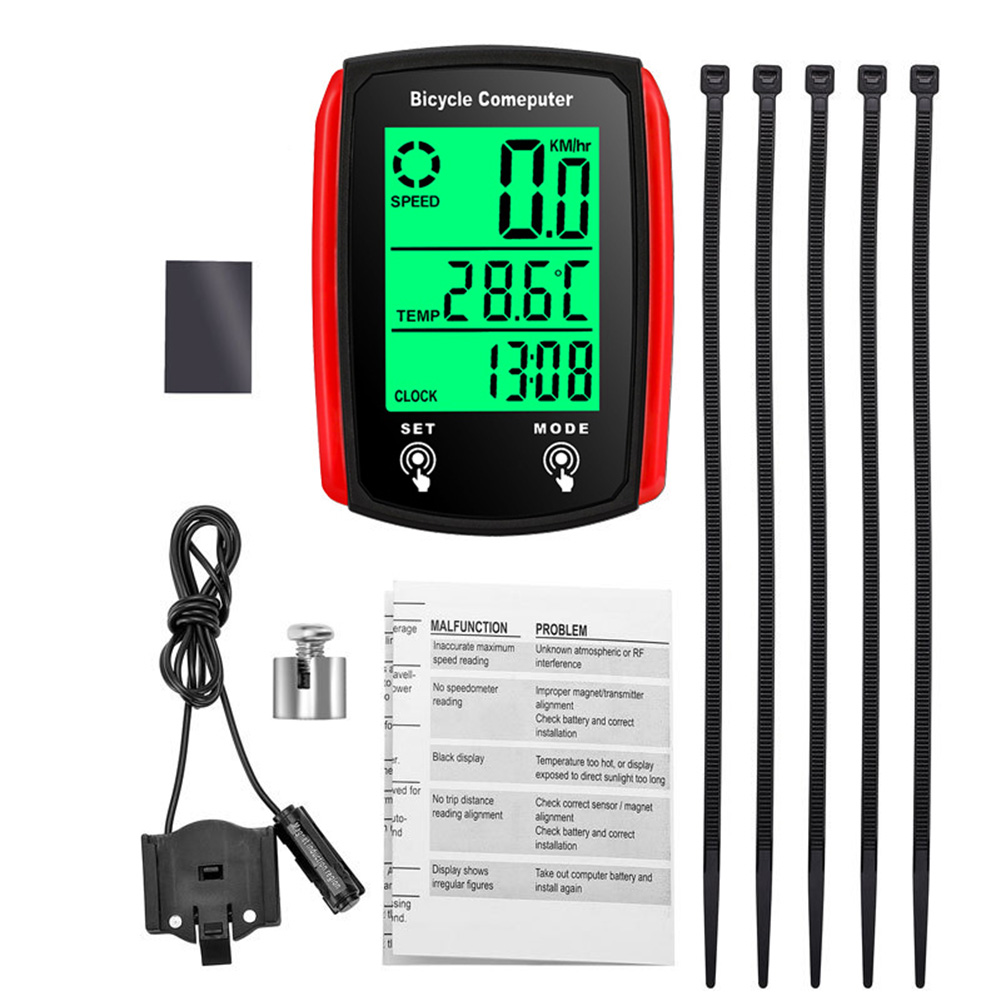 Bicycle Comeputer
KM/hr
0.0
SPEED
28.6°C
TEMP
13:08
CLOCK
SET MODE
Magnet induction region
MALFUNCTION PROBLEM
Inaccurate maximum Unknown atmospheric or RF
speed reading interference
No speedometer Improper magnet/transmitter
reading alignment
Check battery and correct
installation
Black display Temperature too hot, or display
exposed to direct sunlight too long
No trip distance Check correct sensor / magnet
reading alignment alignment
Check battery and correct
installation
Display shows Take out computer battery and
irregular figures install again